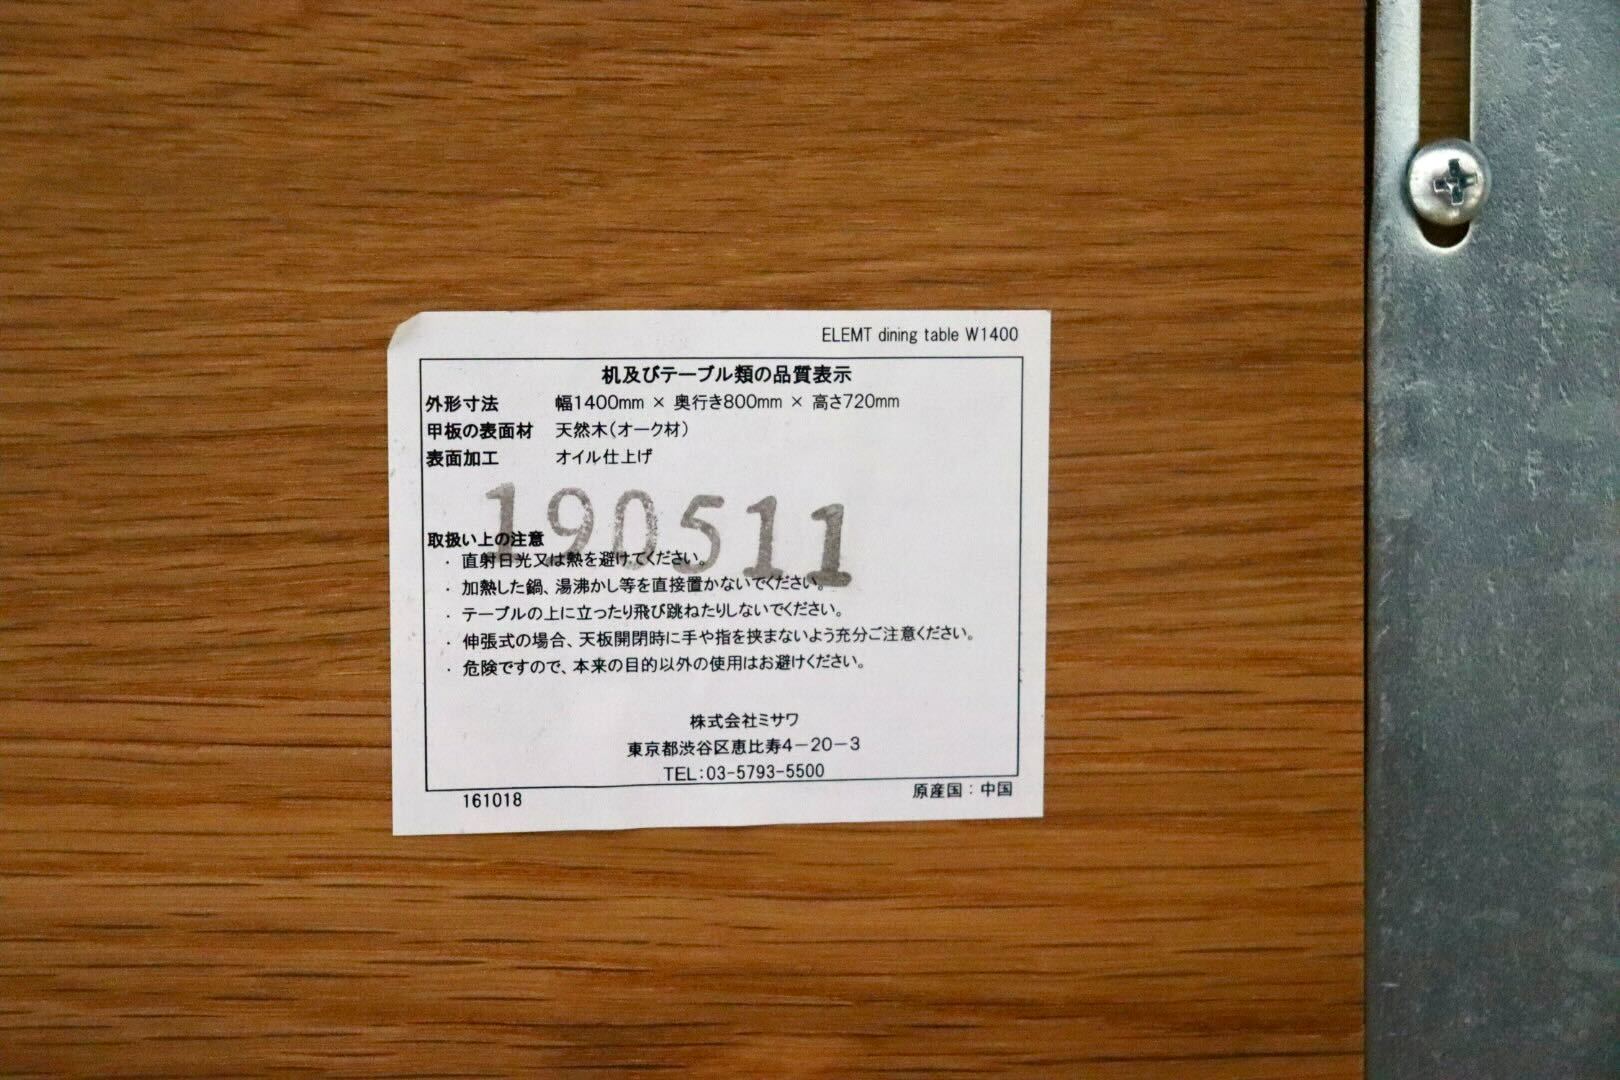 ELEMT dining table W1400
机及びテーブル類の品質表示
外形寸法 幅1400mm × 奥行き800mm × 高さ720mm
甲板の表面材 天然木(オーク材)
表面加工 オイル仕上げ
190511
取扱い上の注意
・ 直射日光又は熱を避けてください。
・ 加熱した鍋、湯沸かし等を直接置かないでください。
・ テーブルの上に立ったり飛び跳ねたりしないでください。
・ 伸張式の場合、天板開閉時に手や指を挟まないよう充分ご注意ください。
・ 危険ですので、本来の目的以外の使用はお避けください。
株式会社ミサワ
東京都渋谷区恵比寿4-20-3
TEL:03-5793-5500
161018 原産国:中国